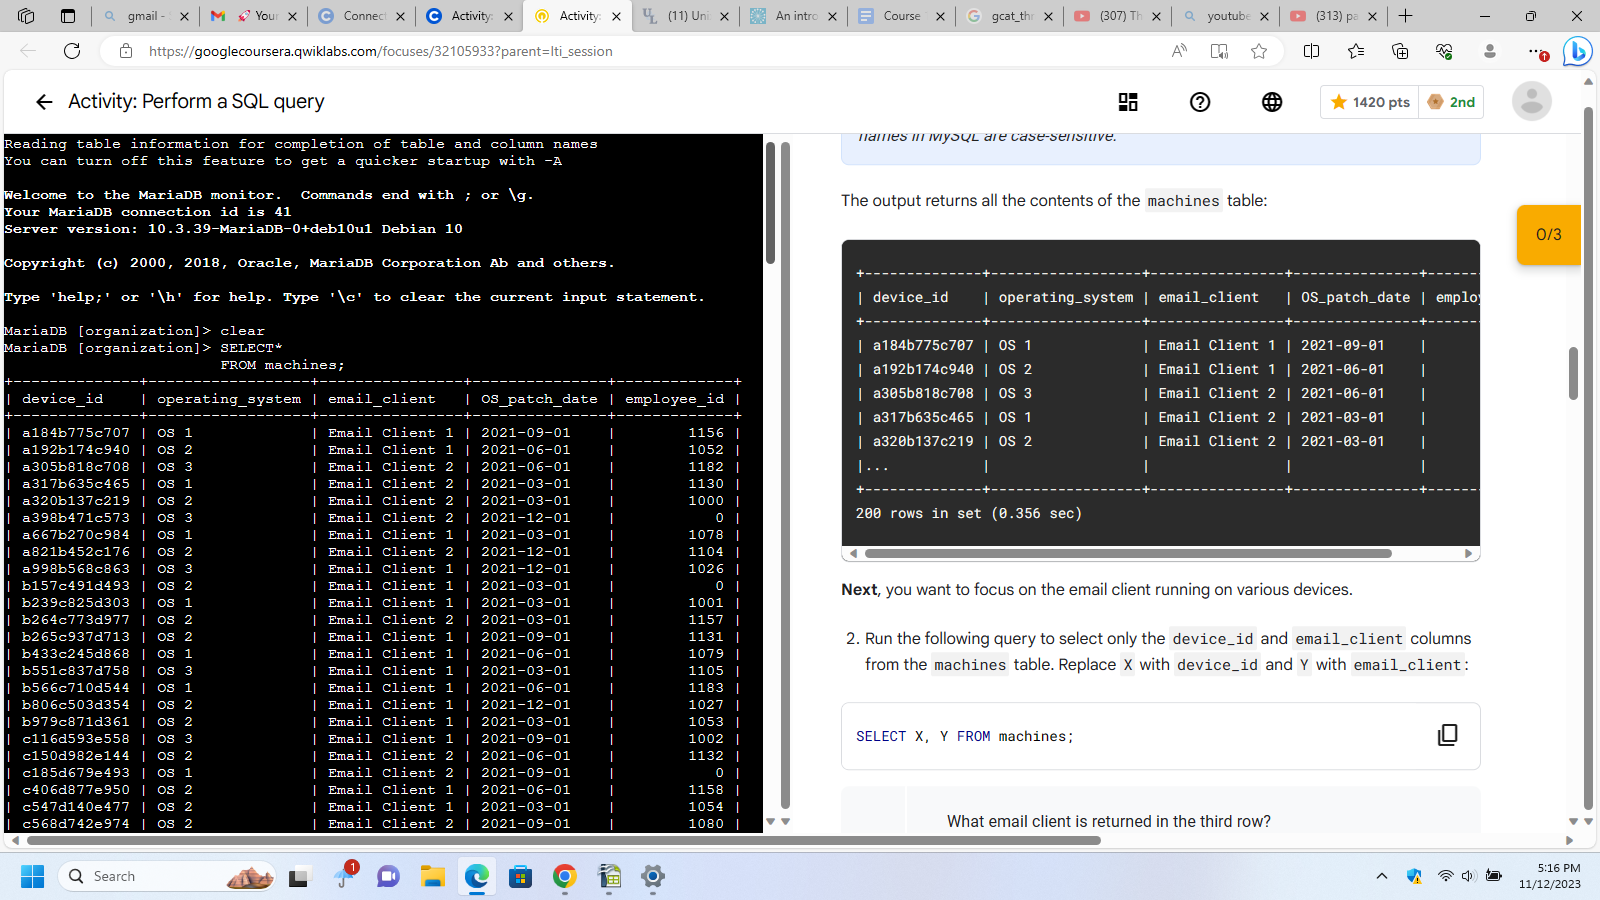 gmail -
Your
Connect
Activity:
Activity:
(11) Uni
An intro
Course
gcat_thr
(307) Th
youtube
(313) pa
https://googlecoursera.qwiklabs.com/focuses/32105933?parent=lti_session
Activity: Perform a SQL query
1420 pts
2nd
Reading table information for completion of table and column names
You can turn off this feature to get a quicker startup with -A
Welcome to the MariaDB monitor.  Commands end with ; or \g.
Your MariaDB connection id is 41
Server version: 10.3.39-MariaDB-0+deb10u1 Debian 10
Copyright (c) 2000, 2018, Oracle, MariaDB Corporation Ab and others.
Type 'help;' or '\h' for help. Type '\c' to clear the current input statement.
MariaDB [organization]> clear
MariaDB [organization]> SELECT*
FROM machines;
+--------------+------------------+----------------+---------------+-------------+
| device_id    | operating_system | email_client   | OS_patch_date | employee_id |
+--------------+------------------+----------------+---------------+-------------+
| a184b775c707 | OS 1             | Email Client 1 | 2021-09-01    |        1156 |
| a192b174c940 | OS 2             | Email Client 1 | 2021-06-01    |        1052 |
| a305b818c708 | OS 3             | Email Client 2 | 2021-06-01    |        1182 |
| a317b635c465 | OS 1             | Email Client 2 | 2021-03-01    |        1130 |
| a320b137c219 | OS 2             | Email Client 2 | 2021-03-01    |        1000 |
| a398b471c573 | OS 3             | Email Client 2 | 2021-12-01    |           0 |
| a667b270c984 | OS 1             | Email Client 1 | 2021-03-01    |        1078 |
| a821b452c176 | OS 2             | Email Client 2 | 2021-12-01    |        1104 |
| a998b568c863 | OS 3             | Email Client 1 | 2021-12-01    |        1026 |
| b157c491d493 | OS 2             | Email Client 1 | 2021-03-01    |           0 |
| b239c825d303 | OS 1             | Email Client 1 | 2021-03-01    |        1001 |
| b264c773d977 | OS 2             | Email Client 2 | 2021-03-01    |        1157 |
| b265c937d713 | OS 2             | Email Client 1 | 2021-09-01    |        1131 |
| b433c245d868 | OS 1             | Email Client 1 | 2021-06-01    |        1079 |
| b551c837d758 | OS 3             | Email Client 1 | 2021-03-01    |        1105 |
| b566c710d544 | OS 1             | Email Client 1 | 2021-06-01    |        1183 |
| b806c503d354 | OS 2             | Email Client 1 | 2021-12-01    |        1027 |
| b979c871d361 | OS 2             | Email Client 1 | 2021-03-01    |        1053 |
| c116d593e558 | OS 3             | Email Client 1 | 2021-09-01    |        1002 |
| c150d982e144 | OS 2             | Email Client 2 | 2021-06-01    |        1132 |
| c185d679e493 | OS 1             | Email Client 2 | 2021-09-01    |           0 |
| c406d877e950 | OS 2             | Email Client 1 | 2021-06-01    |        1158 |
| c547d140e477 | OS 2             | Email Client 1 | 2021-03-01    |        1054 |
| c568d742e974 | OS 2             | Email Client 2 | 2021-09-01    |        1080 |
names in MySQL are case-sensitive.
The output returns all the contents of the machines table:
0/3
+--------------+------------------+----------------+---------------+------
| device_id    | operating_system | email_client   | OS_patch_date | employ
+--------------+------------------+----------------+---------------+------
| a184b775c707 | OS 1             | Email Client 1 | 2021-09-01    |
| a192b174c940 | OS 2             | Email Client 1 | 2021-06-01    |
| a305b818c708 | OS 3             | Email Client 2 | 2021-06-01    |
| a317b635c465 | OS 1             | Email Client 2 | 2021-03-01    |
| a320b137c219 | OS 2             | Email Client 2 | 2021-03-01    |
|...           |                  |                |               |
+--------------+------------------+----------------+---------------+------
200 rows in set (0.356 sec)
Next, you want to focus on the email client running on various devices.
2. Run the following query to select only the device_id and email_client columns
from the machines table. Replace X with device_id and Y with email_client:
SELECT X, Y FROM machines;
What email client is returned in the third row?
Search
1
5:16 PM
11/12/2023